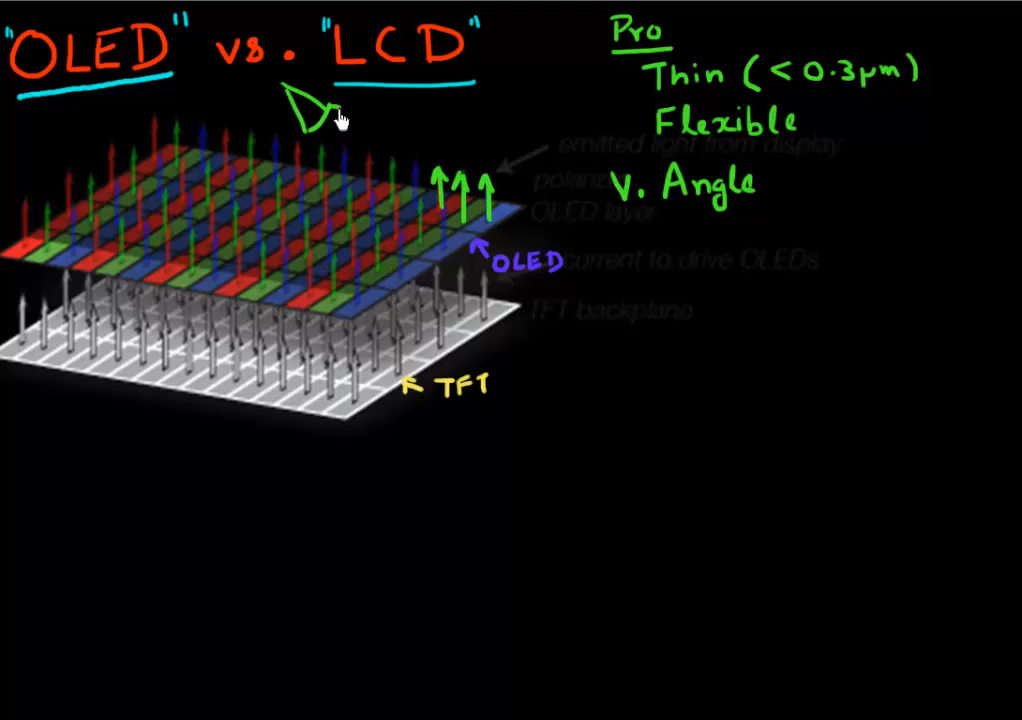 "OLED" vs. "LCD"
Pro
Thin (< 0.3μm)
Flexible
emitted light from display
V. Angle
OLED layer
OLED
current to drive OLEDs
TFT backplane
TFT